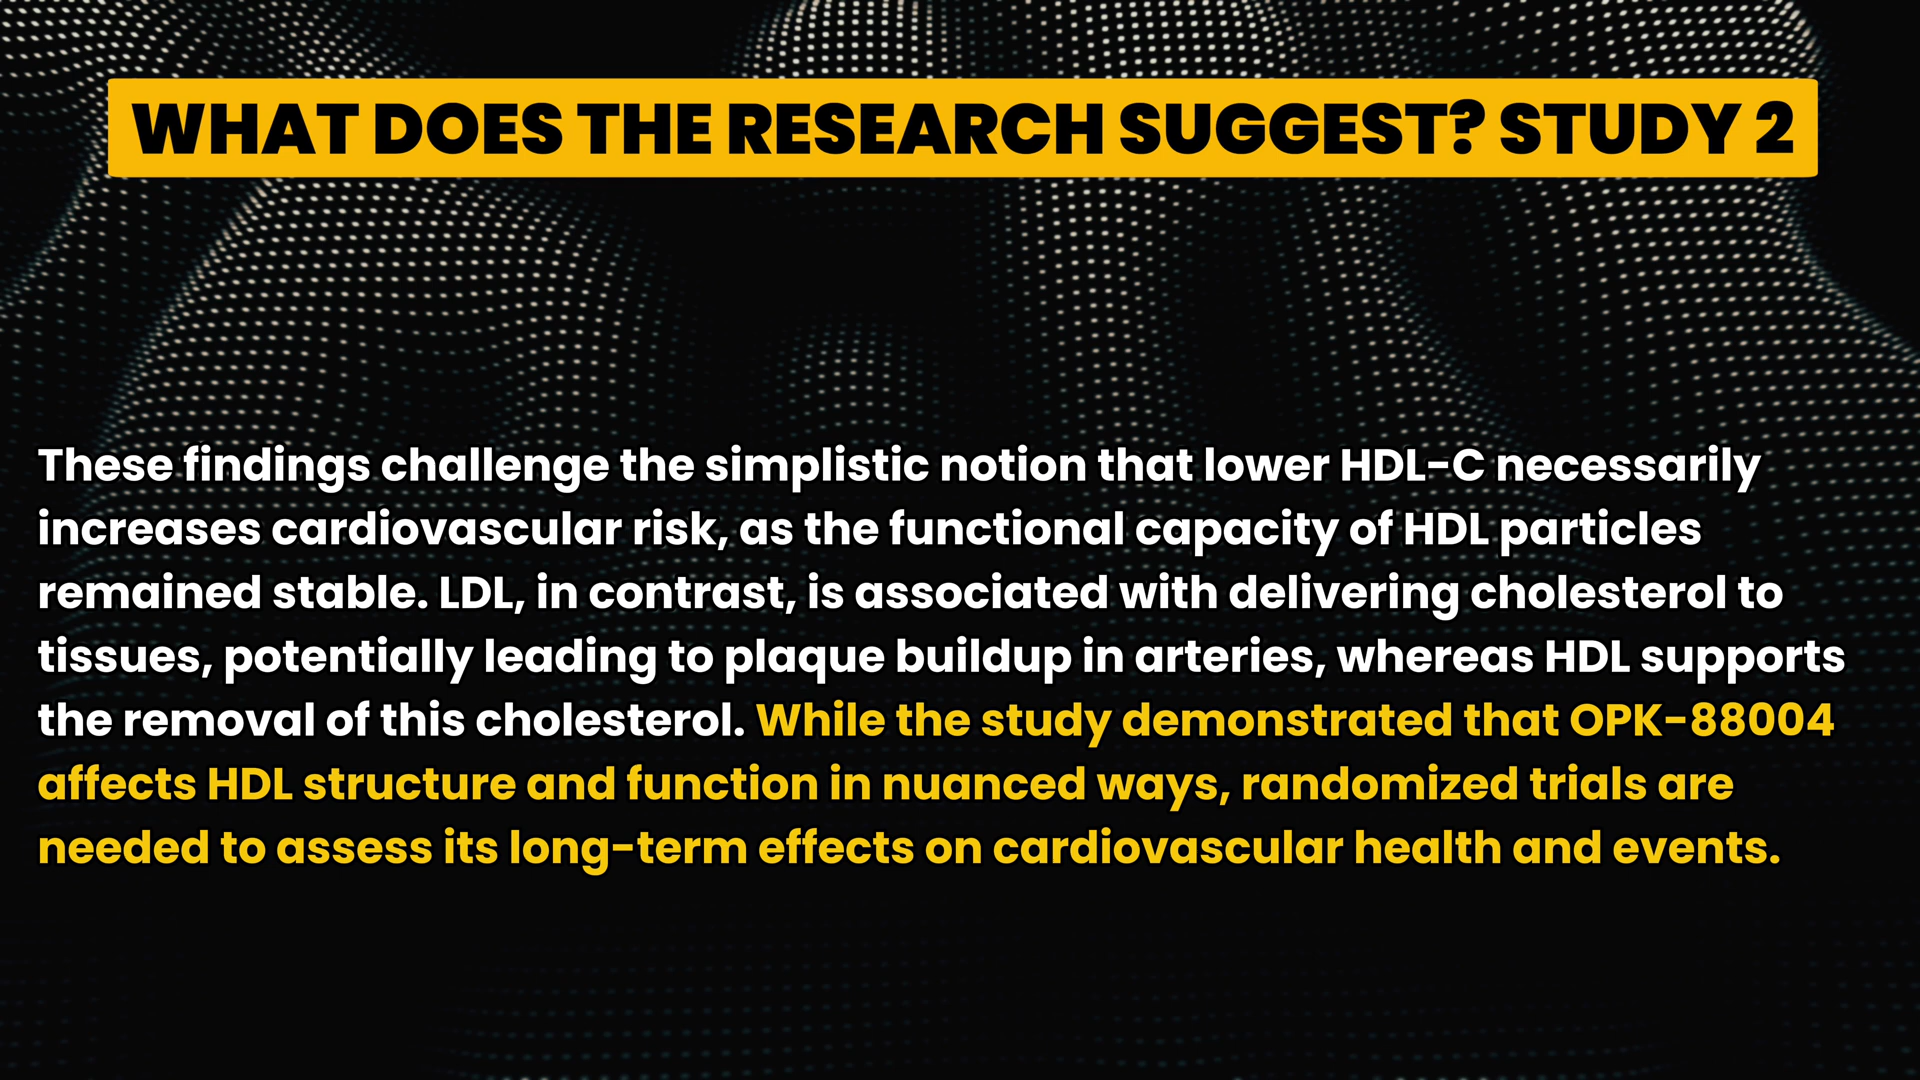 WHAT DOES THE RESEARCH SUGGEST? STUDY 2
These findings challenge the simplistic notion that lower HDL-C necessarily
increases cardiovascular risk, as the functional capacity of HDL particles
remained stable. LDL, in contrast, is associated with delivering cholesterol to
tissues, potentially leading to plaque buildup in arteries, whereas HDL supports
the removal of this cholesterol. While the study demonstrated that OPK-88004
affects HDL structure and function in nuanced ways, randomized trials are
needed to assess its long-term effects on cardiovascular health and events.